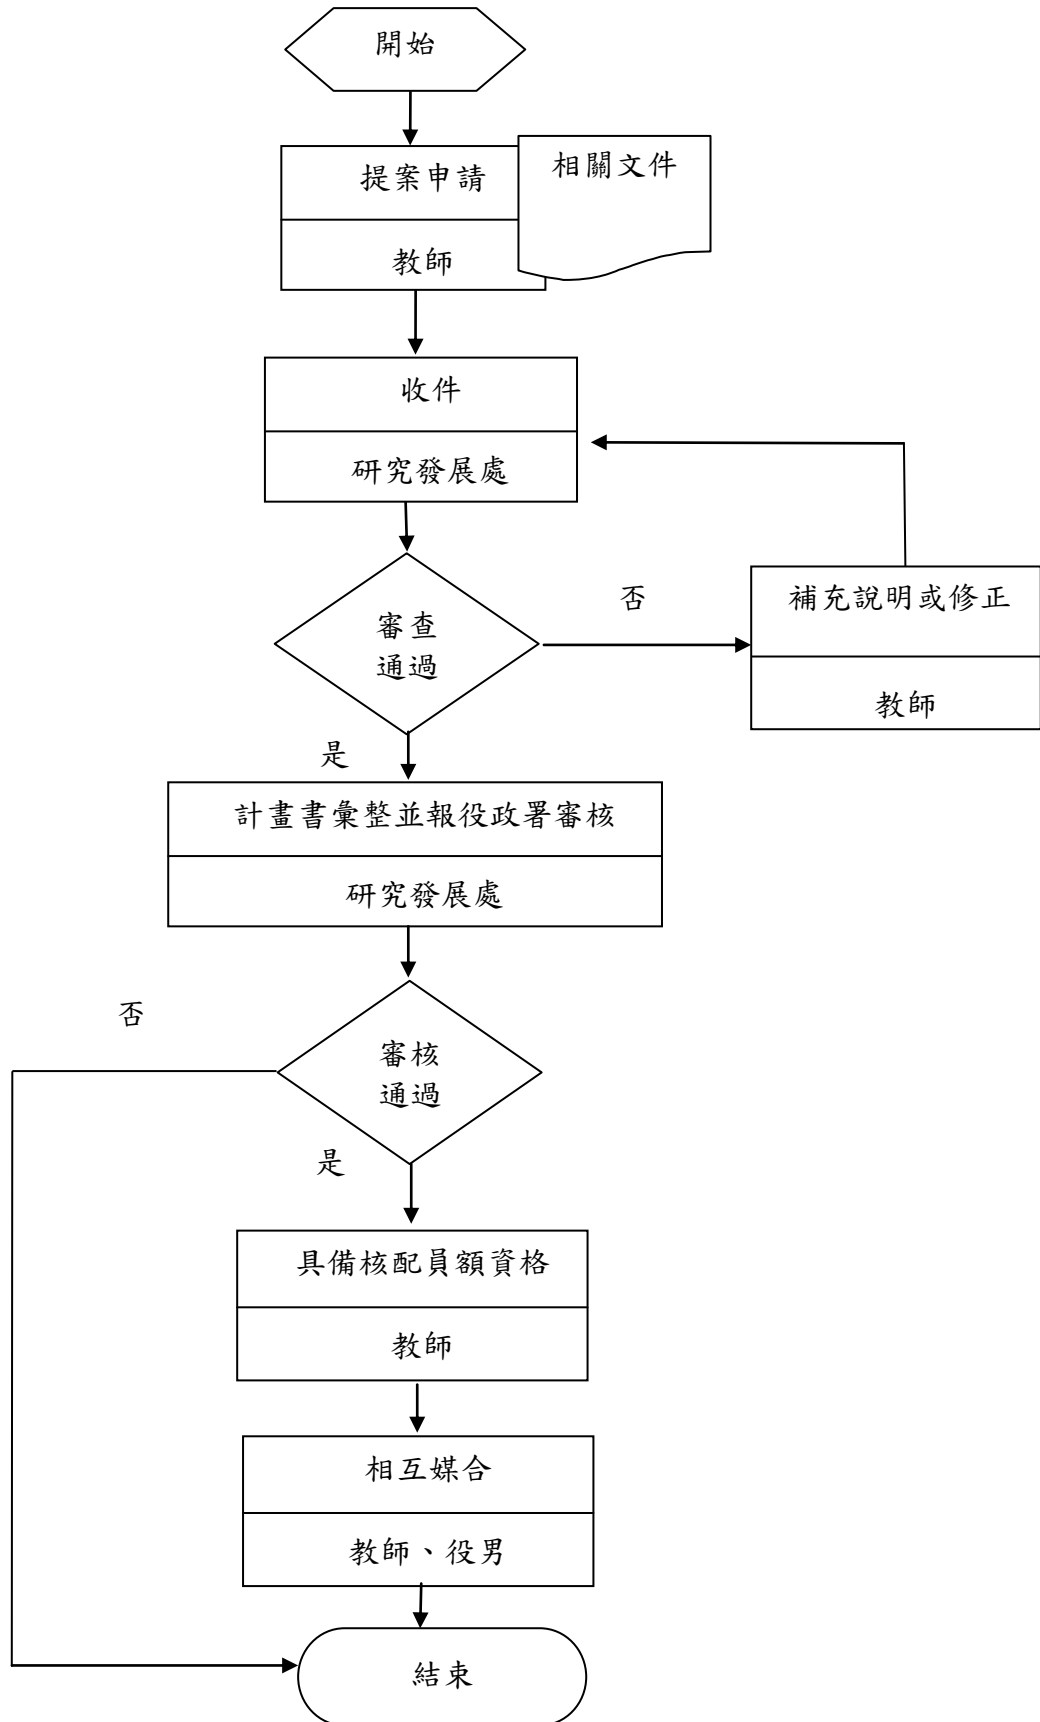 開始
提案申請
相關文件
教師
收件
研究發展處
審查
通過
否
補充說明或修正
教師
是
計畫書彙整並報役政署審核
研究發展處
否
審核
通過
是
具備核配員額資格
教師
相互媒合
教師、役男
結束